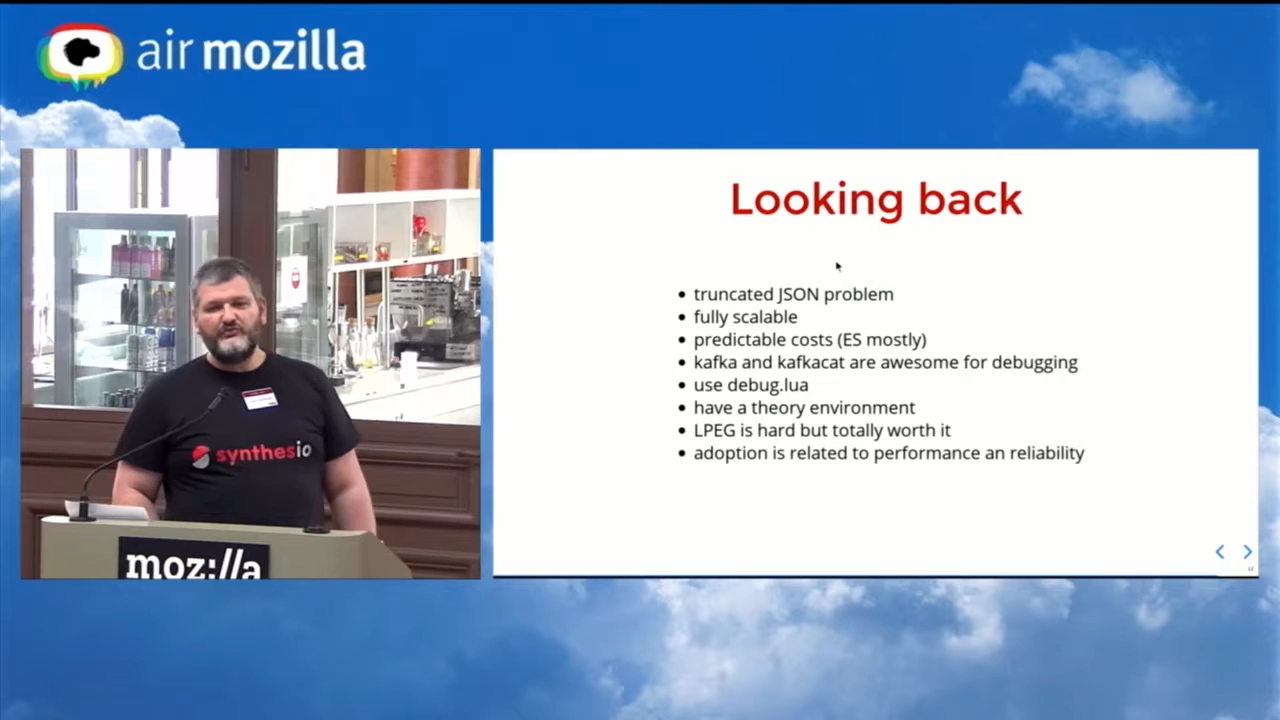 air mozilla
synthesio
moz://a
Looking back
truncated JSON problem
fully scalable
predictable costs (ES mostly)
kafka and kafkacat are awesome for debugging
use debug.lua
have a theory environment
LPEG is hard but totally worth it
adoption is related to performance an reliability